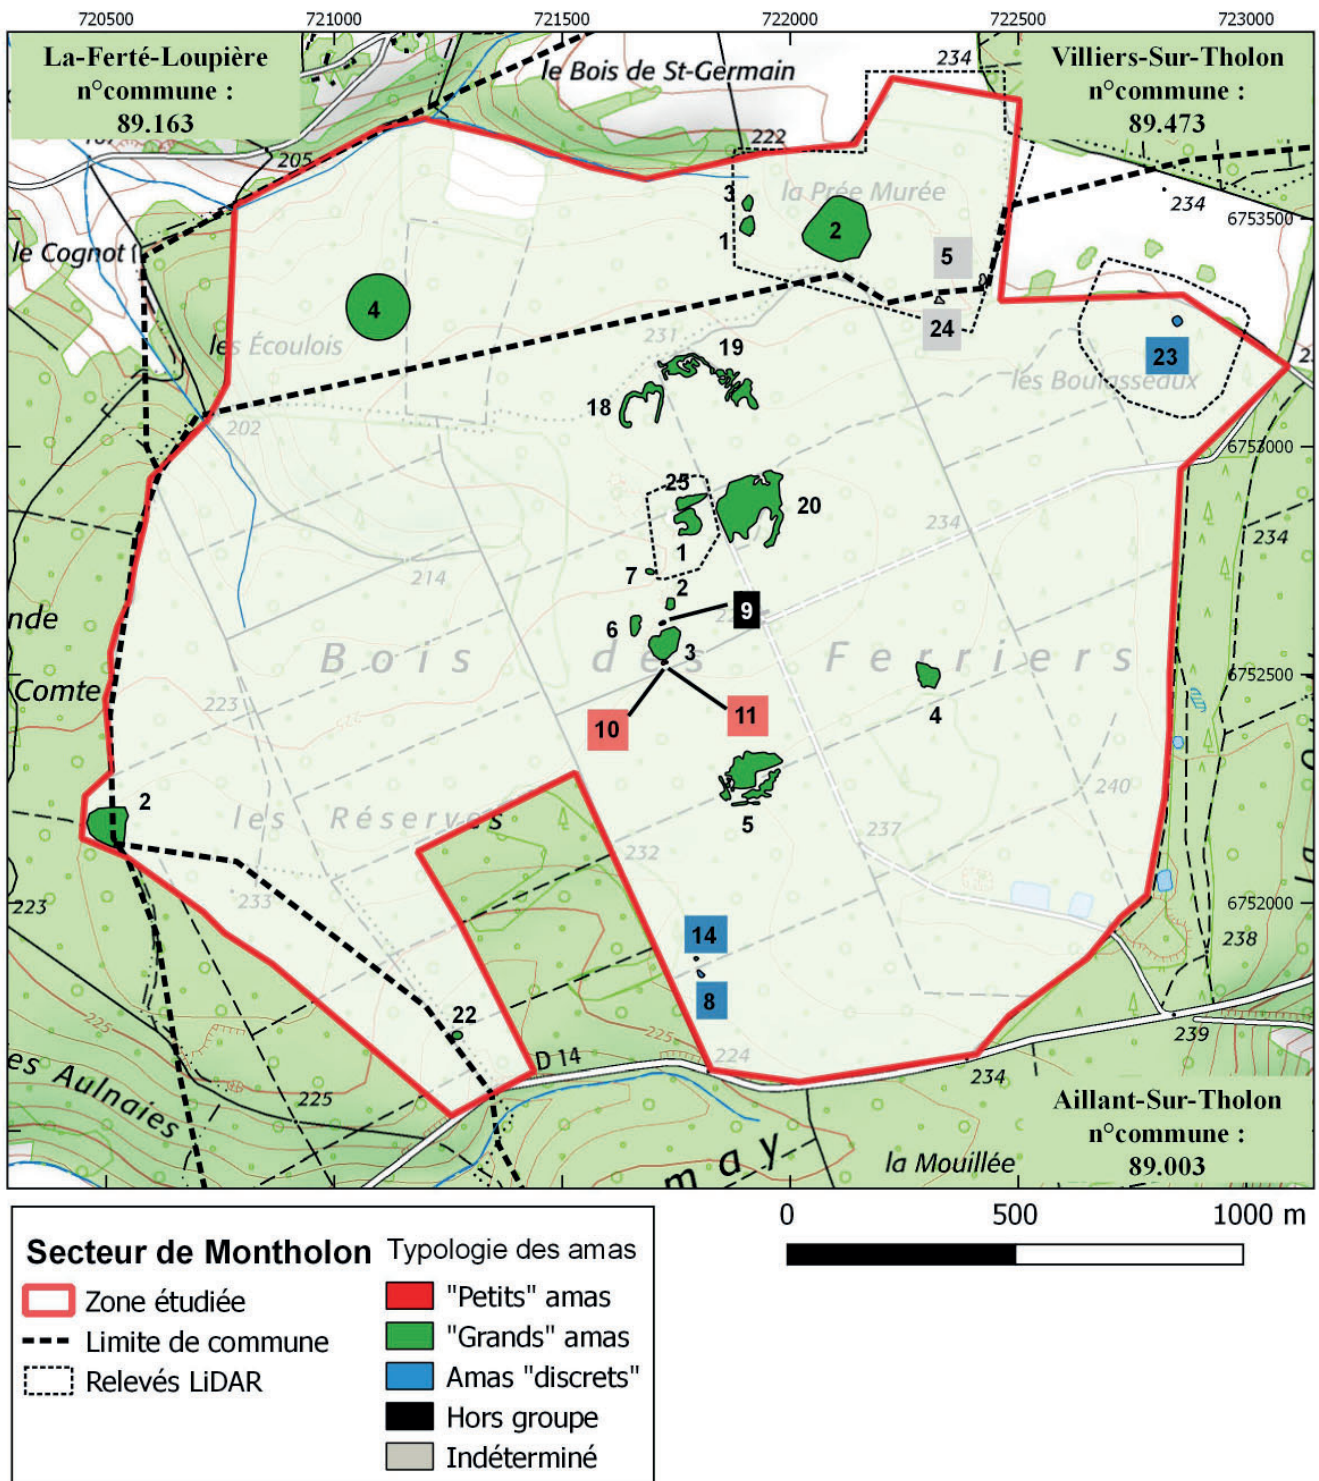 720500 721000 721500 722000 722500 723000
La-Ferté-Loupière
n°commune :
89.163
Villiers-Sur-Tholon
n°commune :
89.473
le Bois de St-Germain
234
222
205
la Prée Murée
234
6753500
3
1
2
le Cognot
5
4
24
231
les Écoulois
19
23
18
les Boulasseaux
202
6753000
25
20
234
234
1
7
214
2
9
nde
6
3
Bois des Ferriers
Comte
6752500
223
4
10
11
2
240
les Réserves
5
237
232
223
233
6752000
14
238
8
22
225
225
D 14
224
239
234
es Aulnaies
225
Aillant-Sur-Tholon
n°commune :
89.003
may
la Mouillée
0 500 1000 m
Secteur de Montholon
Zone étudiée
Limite de commune
Relevés LiDAR
Typologie des amas
"Petits" amas
"Grands" amas
Amas "discrets"
Hors groupe
Indéterminé